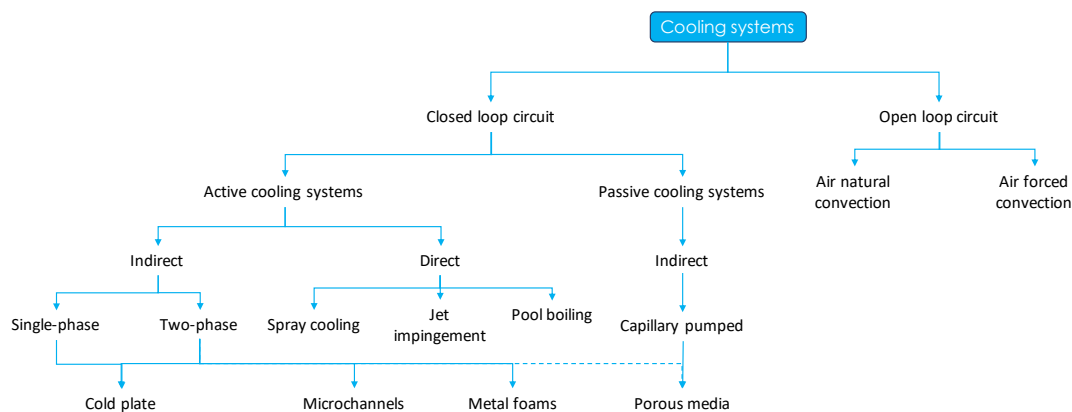 Cooling systems
Closed loop circuit
Open loop circuit
Active cooling systems
Passive cooling systems
Air natural
convection
Air forced
convection
Indirect
Direct
Indirect
Single-phase
Two-phase
Spray cooling
Jet
impingement
Pool boiling
Capillary pumped
Cold plate
Microchannels
Metal foams
Porous media